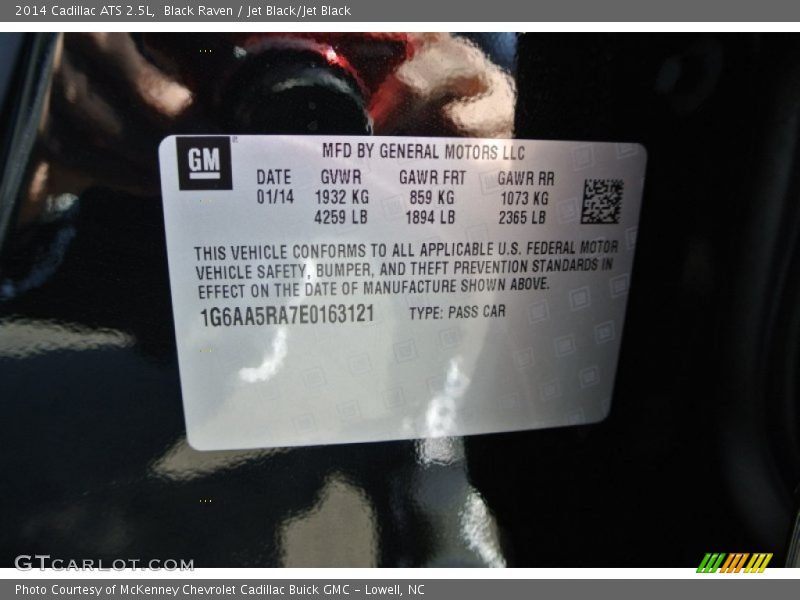 2014 Cadillac ATS 2.5L, Black Raven / Jet Black/Jet Black
GM
MFD BY GENERAL MOTORS LLC
DATE GVWR GAWR FRT GAWR RR
01/14 1932 KG 859 KG 1073 KG
4259 LB 1894 LB 2365 LB
THIS VEHICLE CONFORMS TO ALL APPLICABLE U.S. FEDERAL MOTOR
VEHICLE SAFETY, BUMPER, AND THEFT PREVENTION STANDARDS IN
EFFECT ON THE DATE OF MANUFACTURE SHOWN ABOVE.
1G6AA5RA7E0163121 TYPE: PASS CAR
GTCARLOT.COM
Photo Courtesy of McKenney Chevrolet Cadillac Buick GMC - Lowell, NC